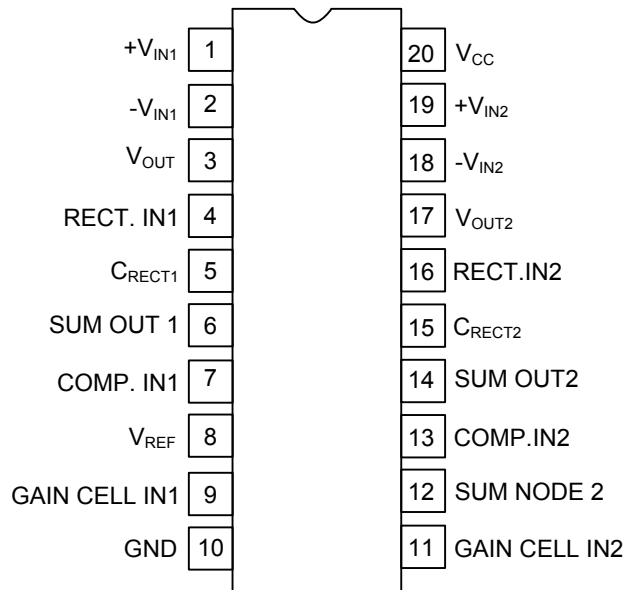 +VIN1 1 20 VCC
-VIN1 2 19 +VIN2
VOUT 3 18 -VIN2
RECT. IN1 4 17 VOUT2
CRECT1 5 16 RECT.IN2
SUM OUT 1 6 15 CRECT2
COMP. IN1 7 14 SUM OUT2
VREF 8 13 COMP.IN2
GAIN CELL IN1 9 12 SUM NODE 2
GND 10 11 GAIN CELL IN2